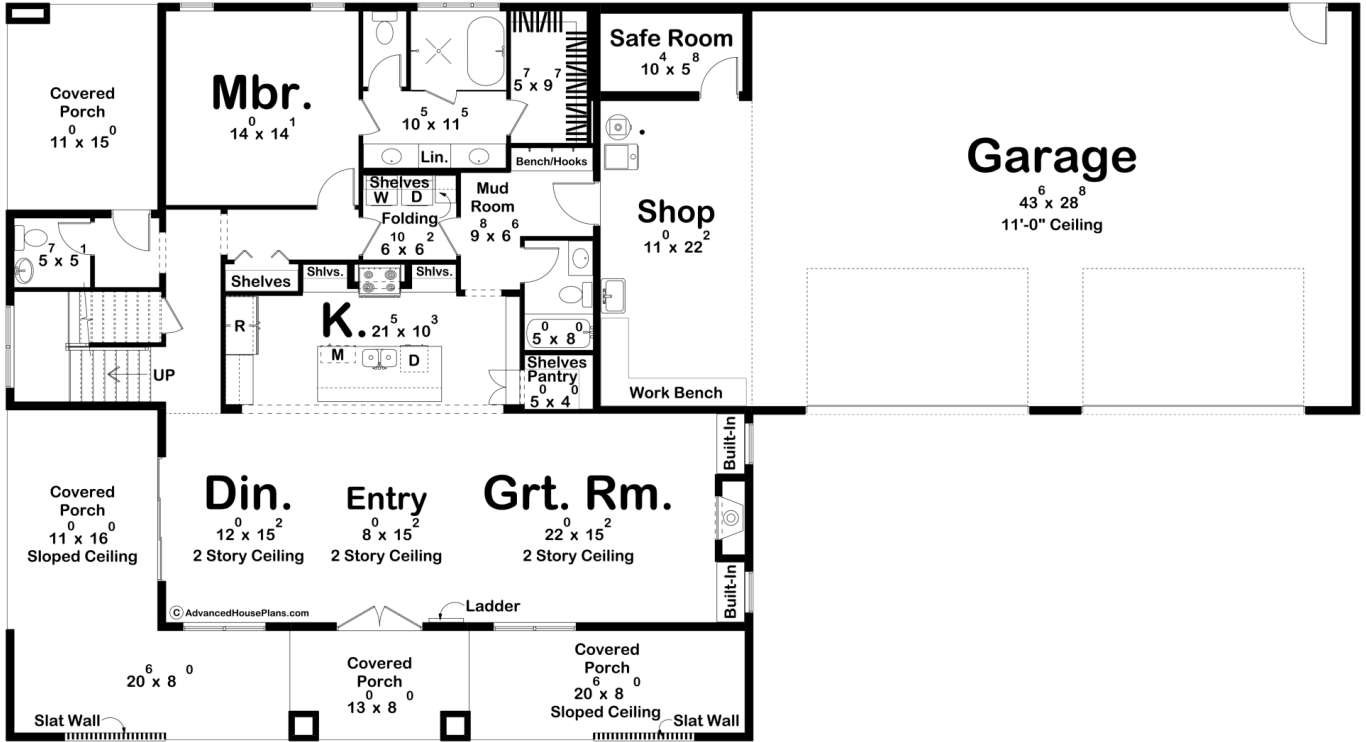 Covered
Porch
11⁰ x 15⁰
Mbr.
14⁰ x 14¹
10⁵ x 11⁵
Lin.
5⁷ x 9⁷
Safe Room
10⁴ x 5⁸
Garage
43⁶ x 28⁸
11'-0" Ceiling
Bench/Hooks
Shelves
W D
Folding
6¹⁰ x 6²
Mud
Room
9⁸ x 6⁶
Shop
11⁰ x 22²
5⁷ x 5¹
Shelves
Shlvs.
Shlvs.
R
K. 21⁵ x 10³
M
D
5⁰ x 8⁰
Shelves
Pantry
5⁰ x 4⁰
UP
Work Bench
Built-In
Covered
Porch
11⁰ x 16⁰
Sloped Ceiling
Din.
12⁰ x 15²
2 Story Ceiling
Entry
8⁰ x 15²
2 Story Ceiling
Grt. Rm.
22⁰ x 15²
2 Story Ceiling
Built-In
© AdvancedHousePlans.com
Ladder
20⁶ x 8⁰
Slat Wall
Covered
Porch
13⁰ x 8⁰
Covered
Porch
20⁶ x 8⁰
Sloped Ceiling
Slat Wall